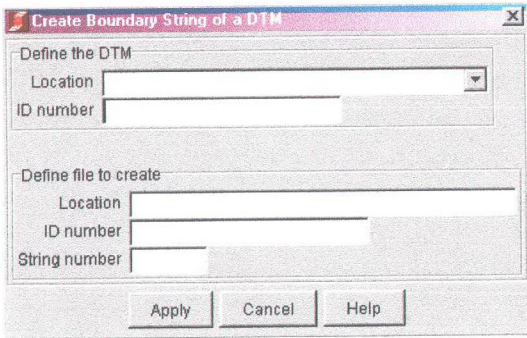 Create Boundary String of a DTM
Define the DTM
Location
ID number
Define file to create
Location
ID number
String number
Apply Cancel Help